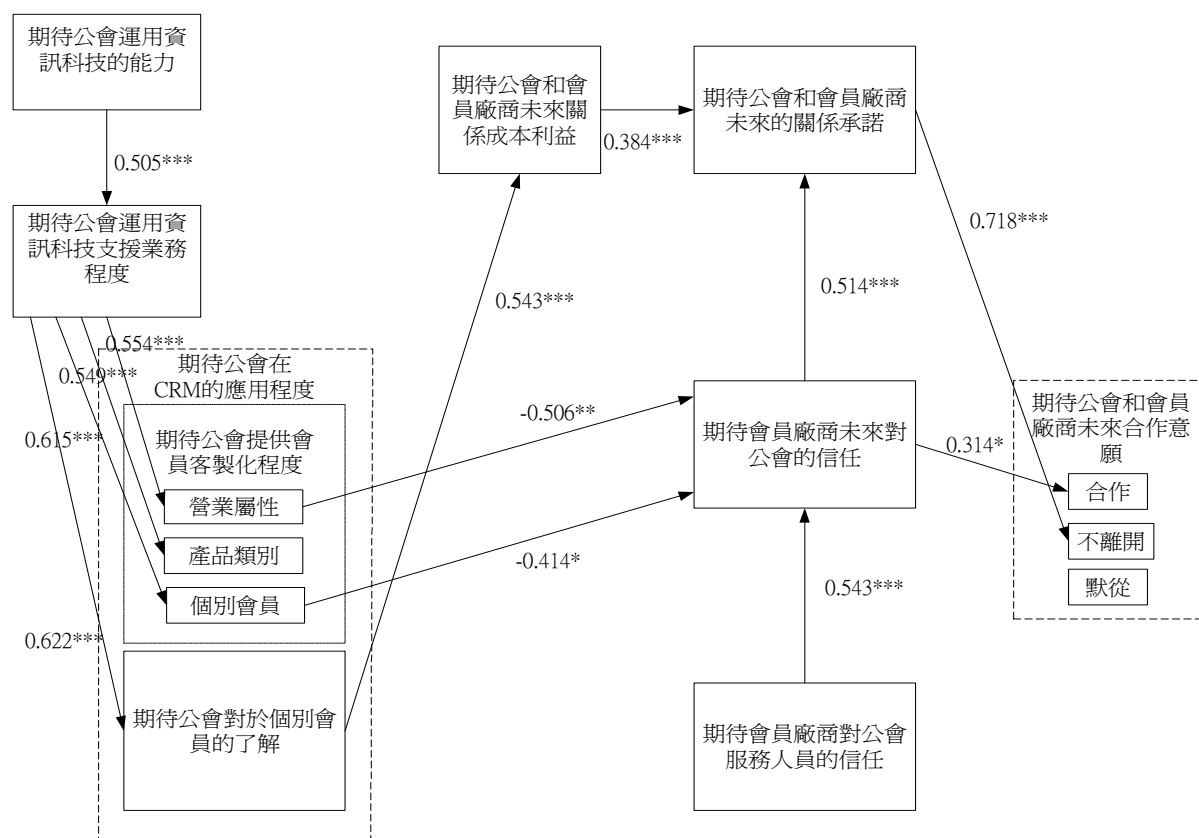 期待公會運用資
訊科技的能力
0.505***
期待公會運用資
訊科技支援業務
程度
0.554***
0.549***
0.615***
0.622***
期待公會在
CRM的應用程度
期待公會提供會
員客製化程度
營業屬性
產品類別
個別會員
期待公會對於個別會
員的了解
期待公會和會
員廠商未來關
係成本利益
0.384***
0.543***
期待公會和會員廠商
未來的關係承諾
0.718***
0.514***
-0.506**
期待會員廠商未來對
公會的信任
0.314*
-0.414*
0.543***
期待會員廠商對公會
服務人員的信任
期待公會和會員
廠商未來合作意
願
合作
不離開
默從